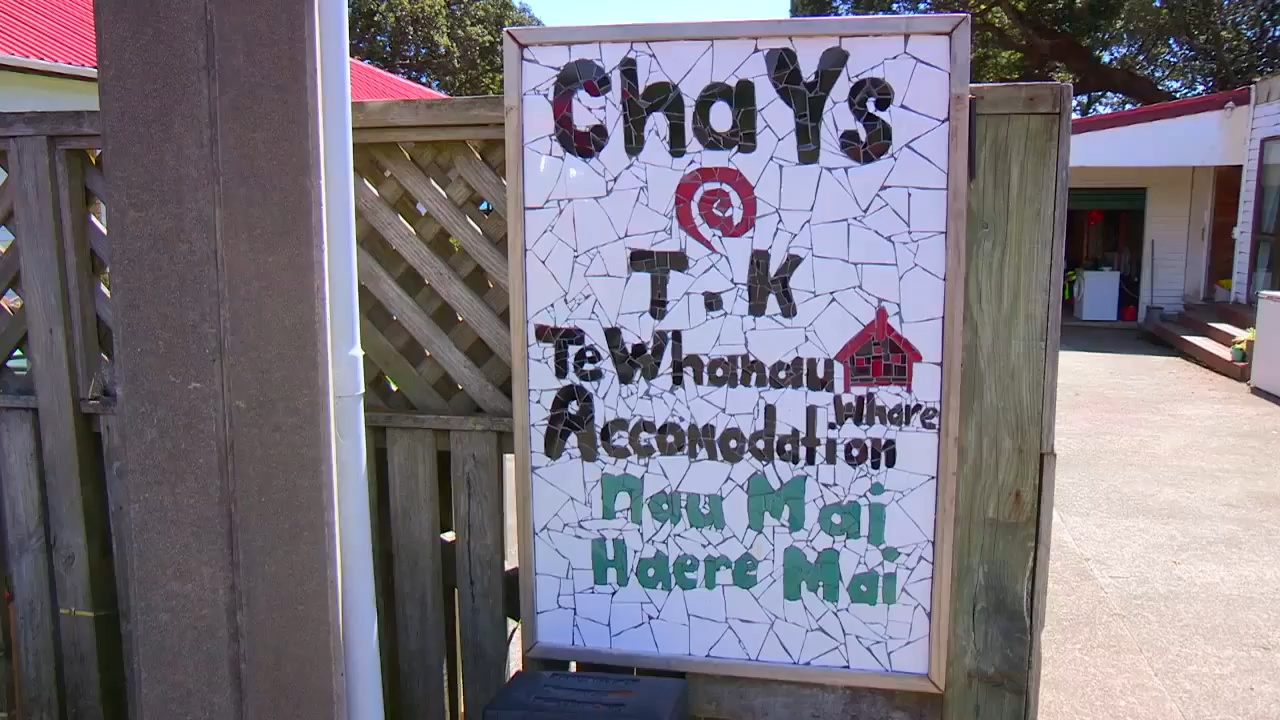 ChaYs
@
T.K
Te Whanau
Whare
Accomodation
Nau Mai
Haere Mai